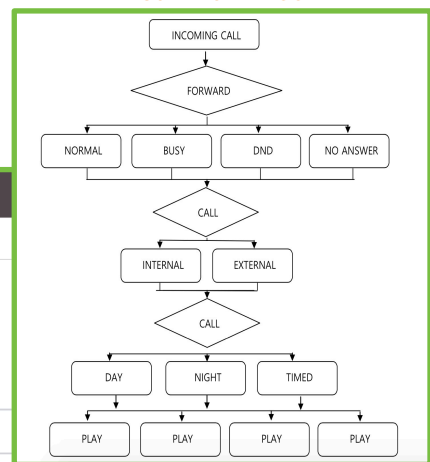 INCOMING CALL
FORWARD
NORMAL
BUSY
DND
NO ANSWER
CALL
INTERNAL
EXTERNAL
CALL
DAY
NIGHT
TIMED
PLAY
PLAY
PLAY
PLAY